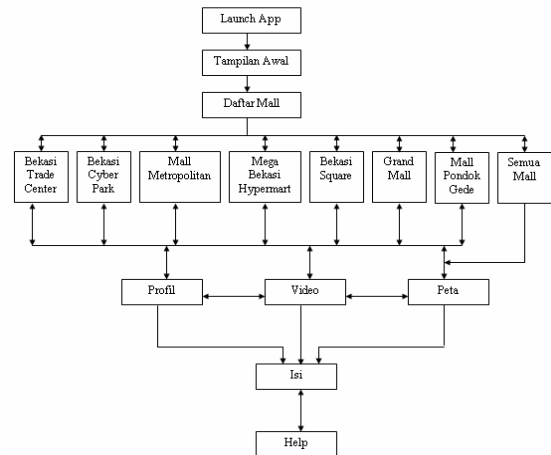 Launch App
Tampilan Awal
Daftar Mall
Bekasi
Trade
Center
Bekasi
Cyber
Park
Mall
Metropolitan
Mega
Bekasi
Hypermart
Bekasi
Square
Grand
Mall
Mall
Pondok
Gede
Semua
Mall
Profil
Video
Peta
Isi
Help